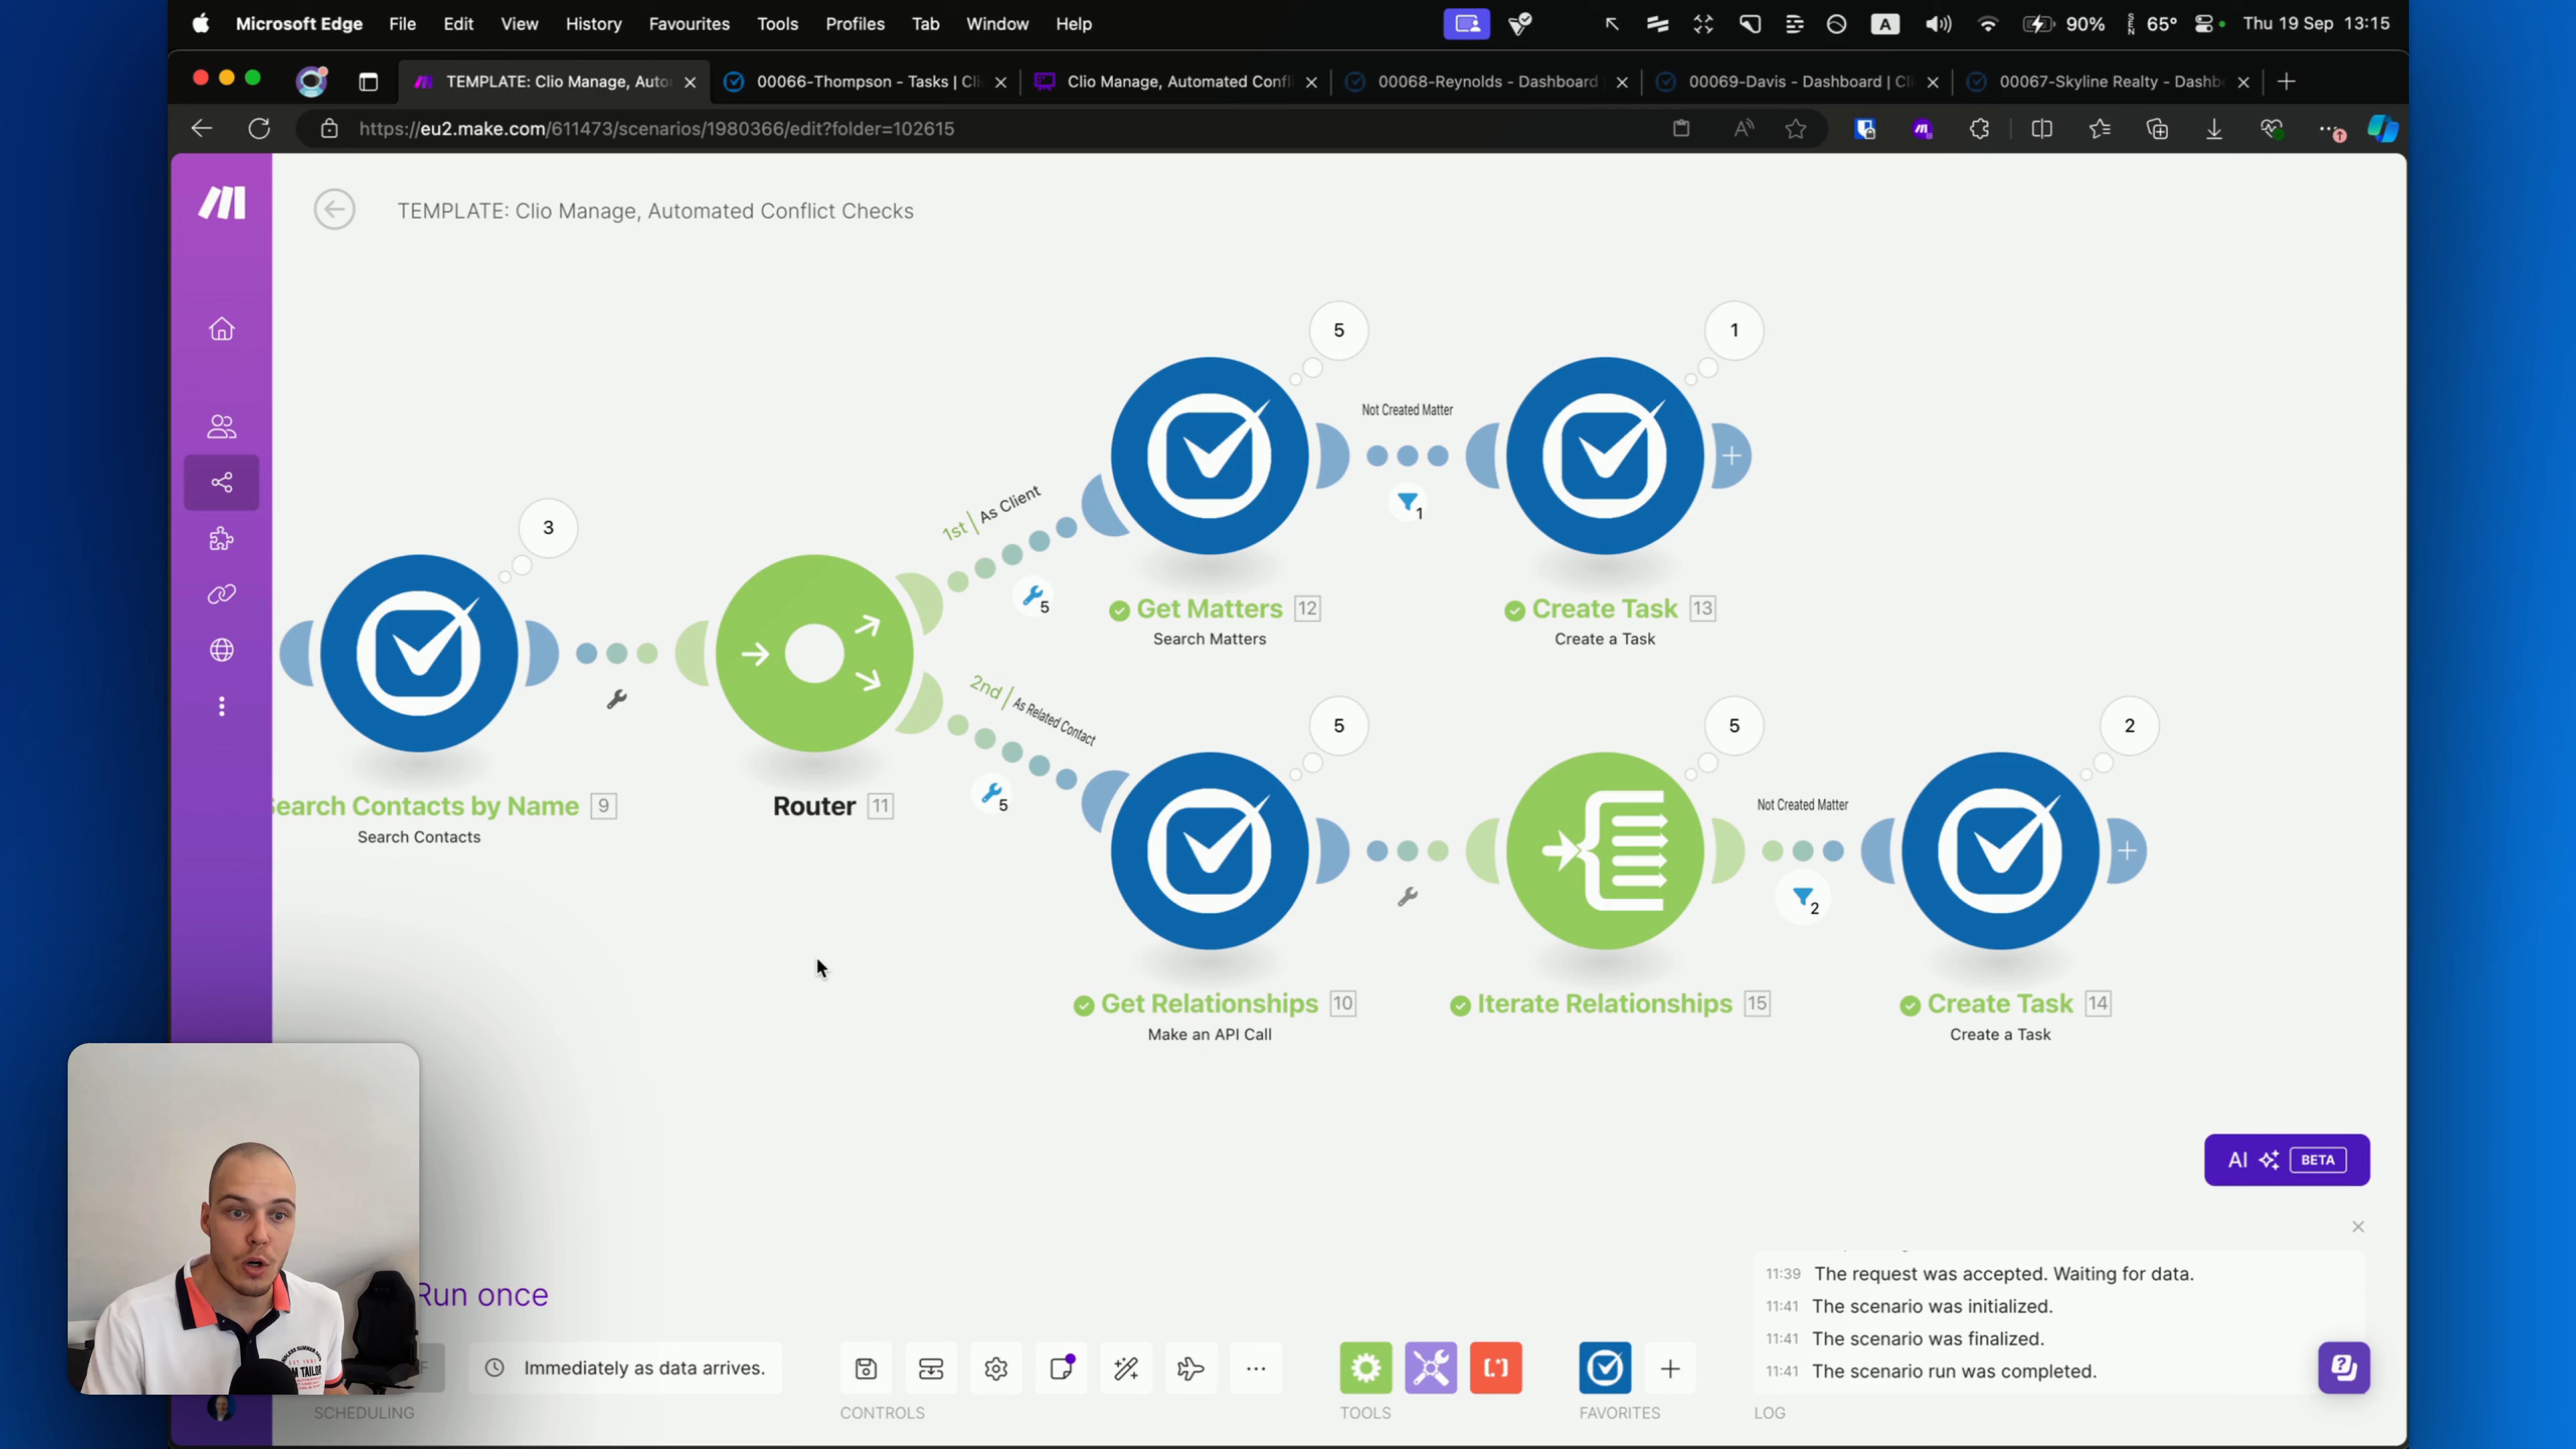 Microsoft Edge File Edit View History Favourites Tools Profiles Tab Window Help A 90% SEN 65° Thu 19 Sep 13:15
TEMPLATE: Clio Manage, Auto 00066-Thompson - Tasks | Cli Clio Manage, Automated Confli 00068-Reynolds - Dashboard 00069-Davis - Dashboard | Cli 00067-Skyline Realty - Dashb
https://eu2.make.com/611473/scenarios/1980366/edit?folder=102615
TEMPLATE: Clio Manage, Automated Conflict Checks
5
1
Not Created Matter
1
1st | As Client
3
5
Get Matters 12
Search Matters
Create Task 13
Create a Task
2nd | As Related Contact
5
5
5
2
Search Contacts by Name 9
Search Contacts
Router 11
Not Created Matter
2
Get Relationships 10
Make an API Call
Iterate Relationships 15
Create Task 14
Create a Task
AI BETA
Run once
11:39 The request was accepted. Waiting for data.
11:41 The scenario was initialized.
11:41 The scenario was finalized.
11:41 The scenario run was completed.
Immediately as data arrives.
SCHEDULING
CONTROLS
TOOLS
FAVORITES
LOG